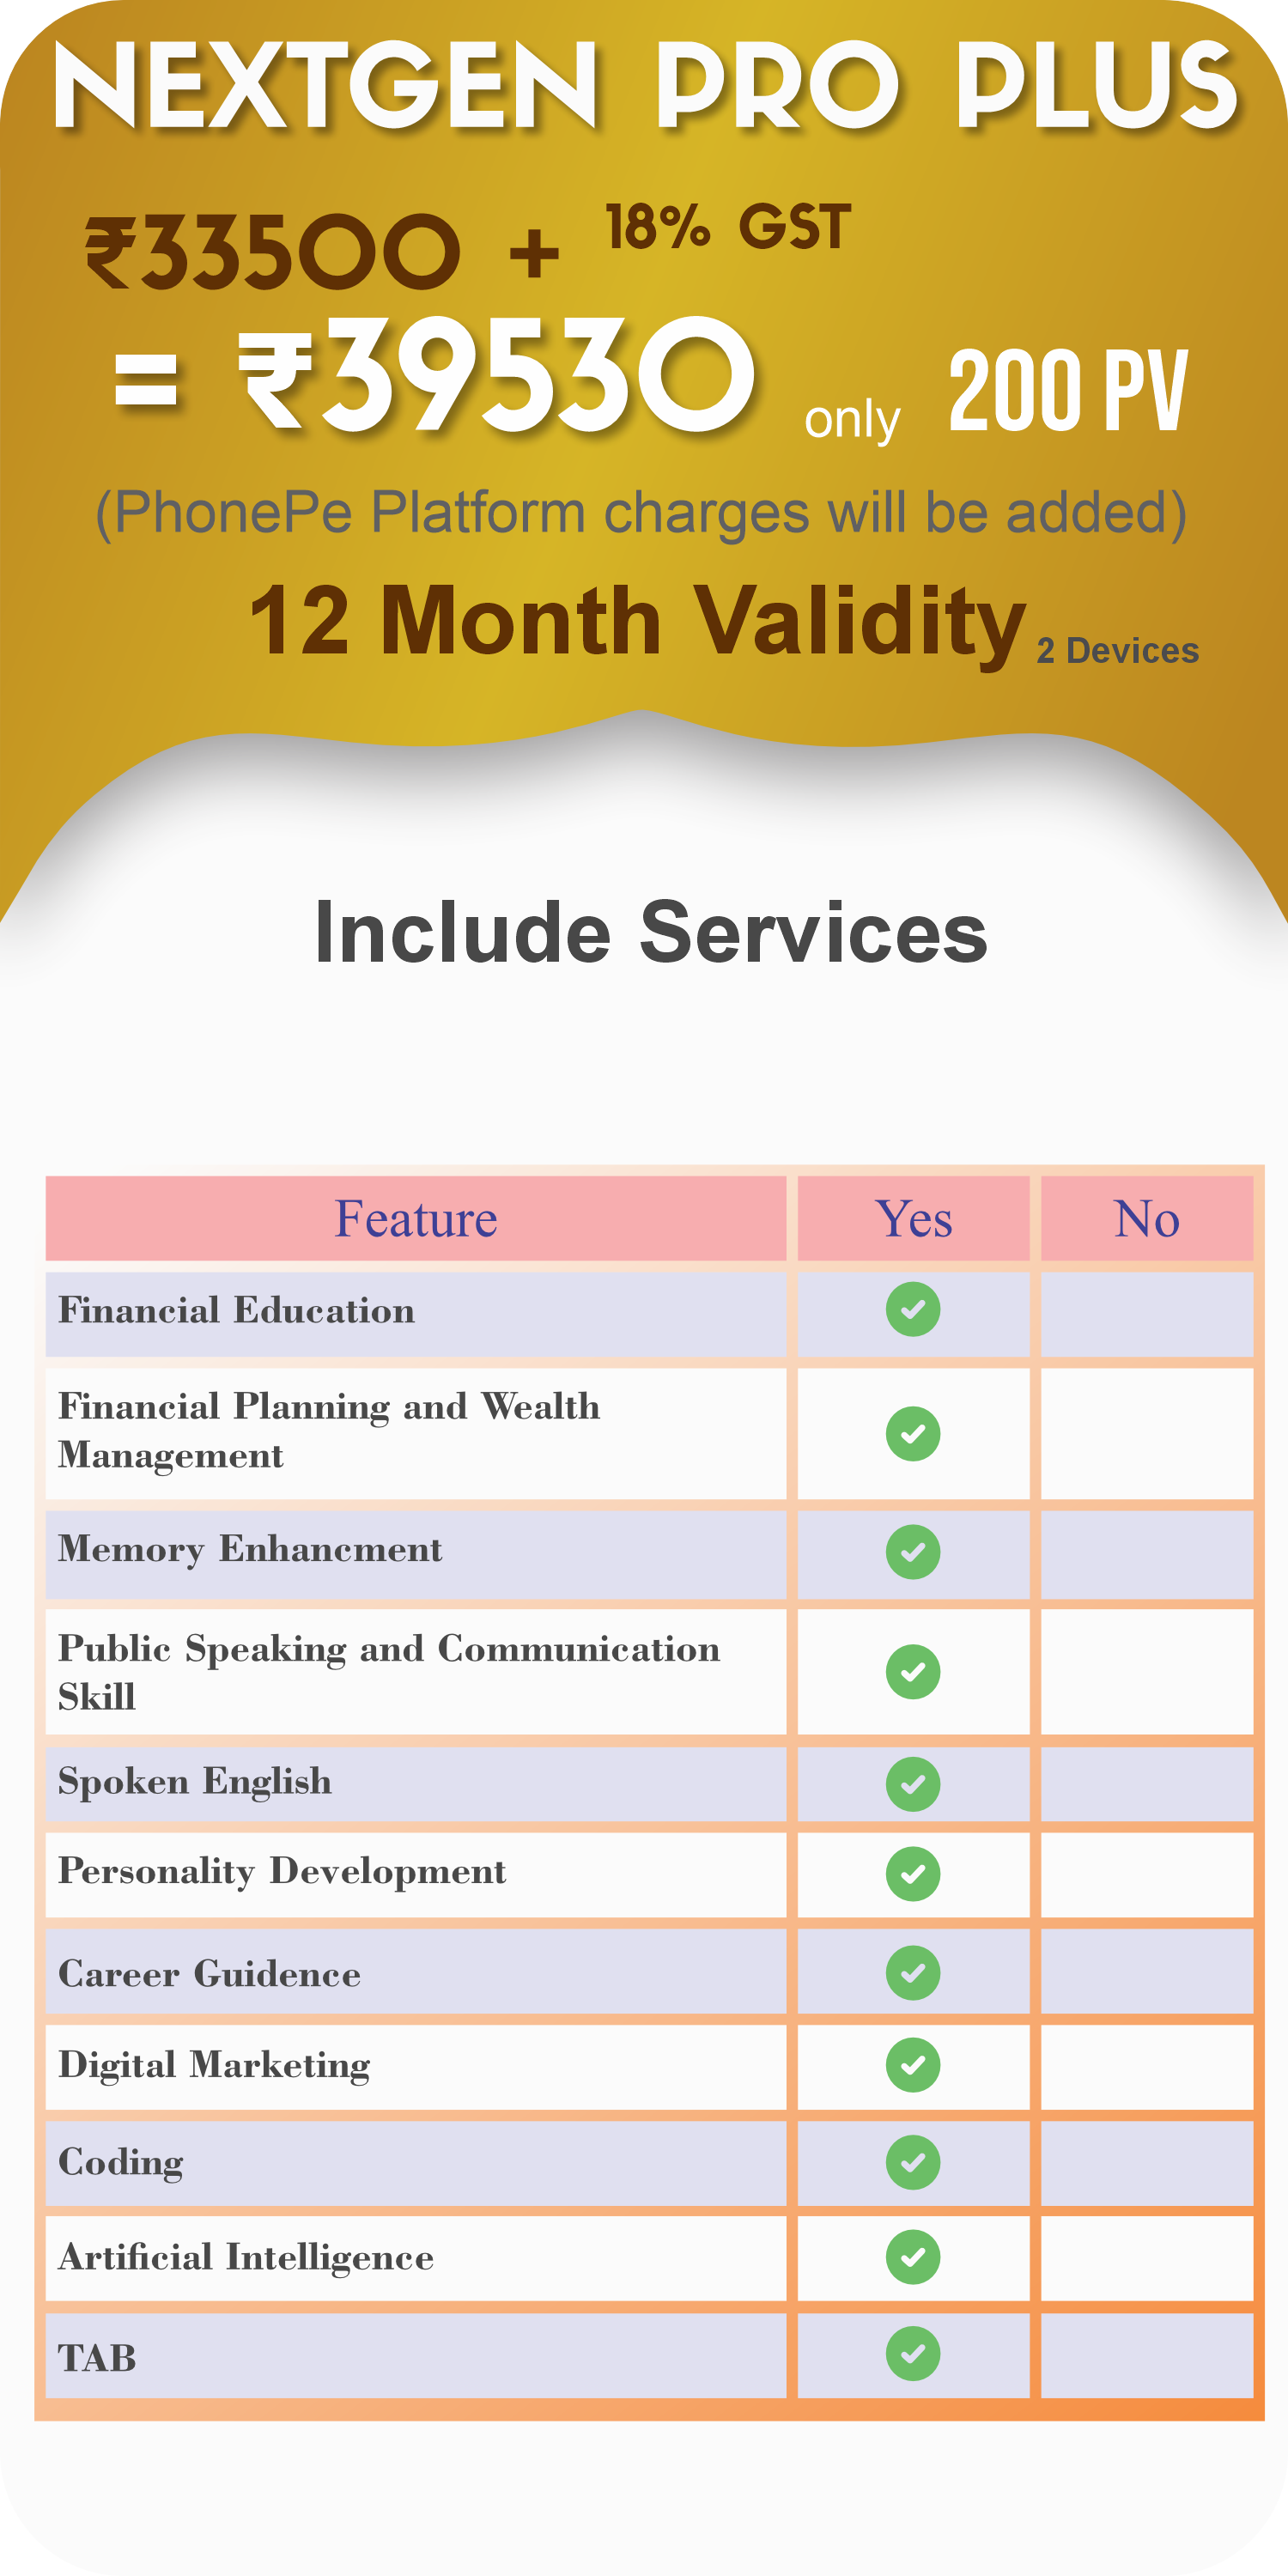 NEXTGEN PRO PLUS
₹33500 + 18% GST
= ₹39530 only 200 PV
(PhonePe Platform charges will be added)
12 Month Validity 2 Devices
Include Services
Feature Yes No
Financial Education
Financial Planning and Wealth
Management
Memory Enhancment
Public Speaking and Communication
Skill
Spoken English
Personality Development
Career Guidence
Digital Marketing
Coding
Artificial Intelligence
TAB